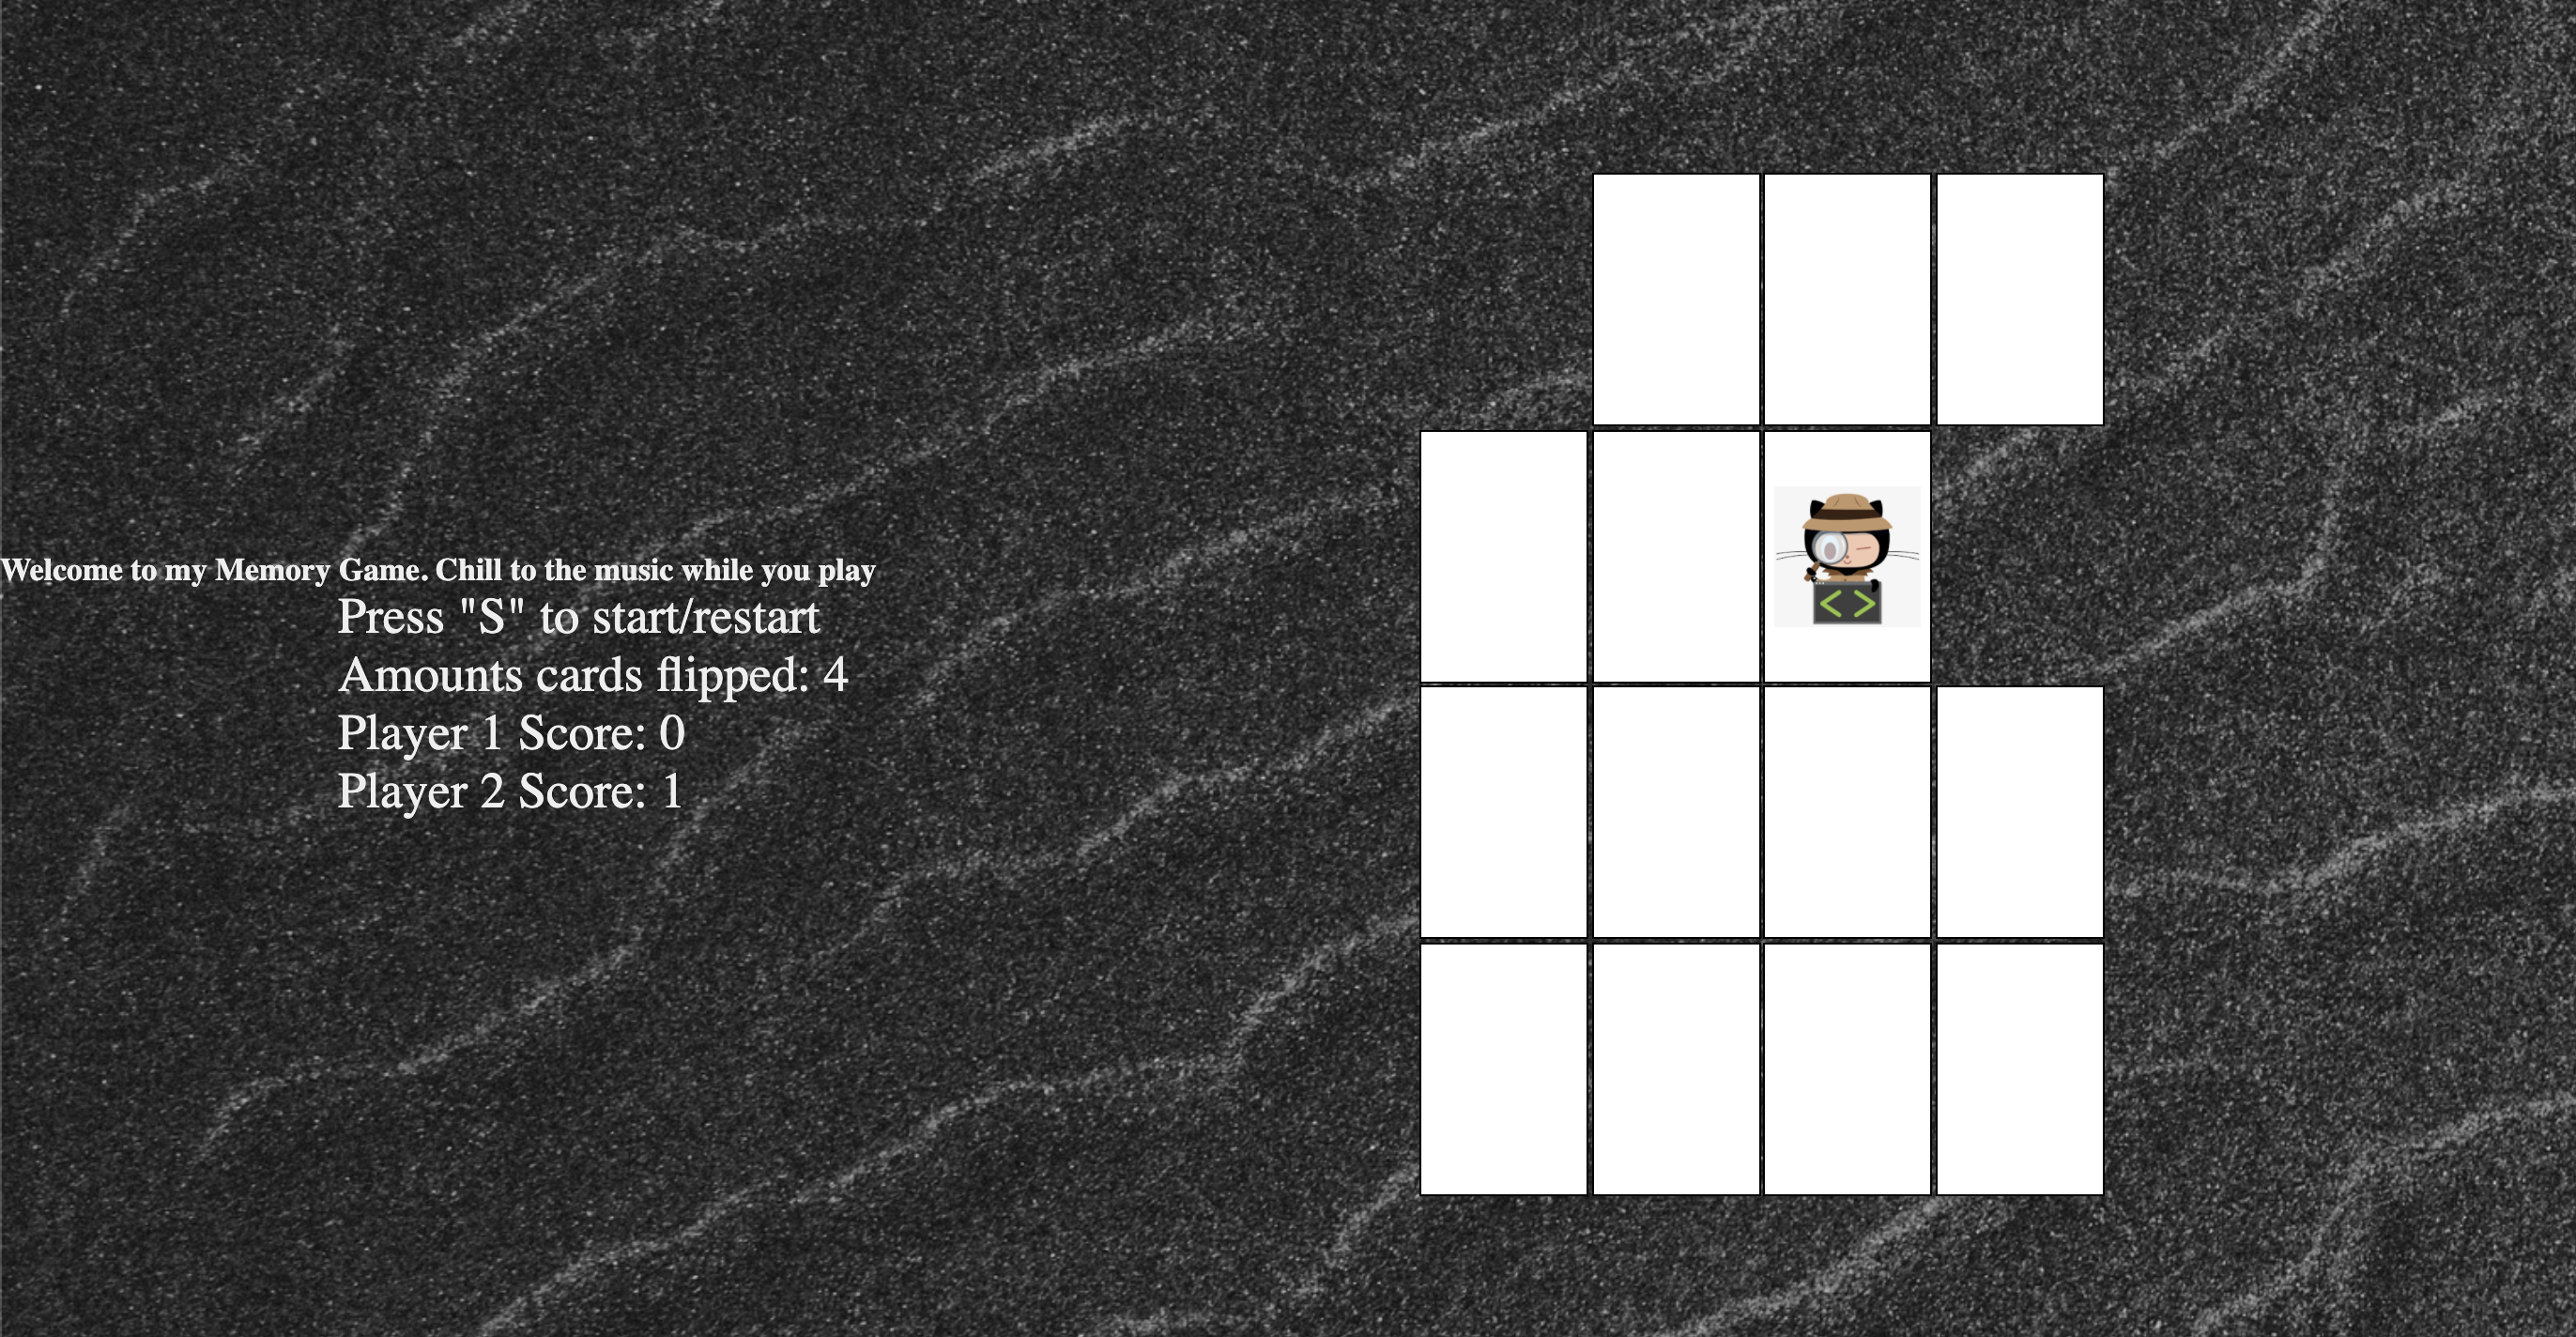 Welcome to my Memory Game. Chill to the music while you play
Press "S" to start/restart
Amounts cards flipped: 4
Player 1 Score: 0
Player 2 Score: 1
< >